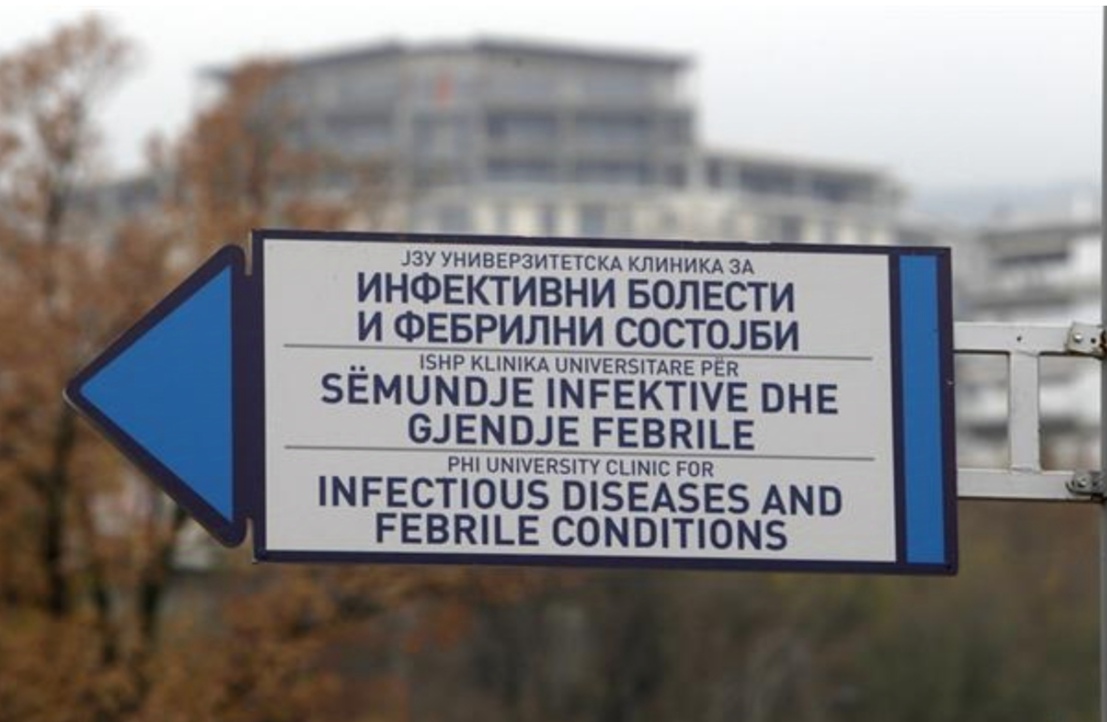 ЈЗУ УНИВЕРЗИТЕТСКА КЛИНИКА ЗА
ИНФЕКТИВНИ БОЛЕСТИ
И ФЕБРИЛНИ СОСТОЈБИ
ISHP KLINIKA UNIVERSITARE PËR
SËMUNDJE INFEKTIVE DHE
GJENDJE FEBRILE
PHI UNIVERSITY CLINIC FOR
INFECTIOUS DISEASES AND
FEBRILE CONDITIONS